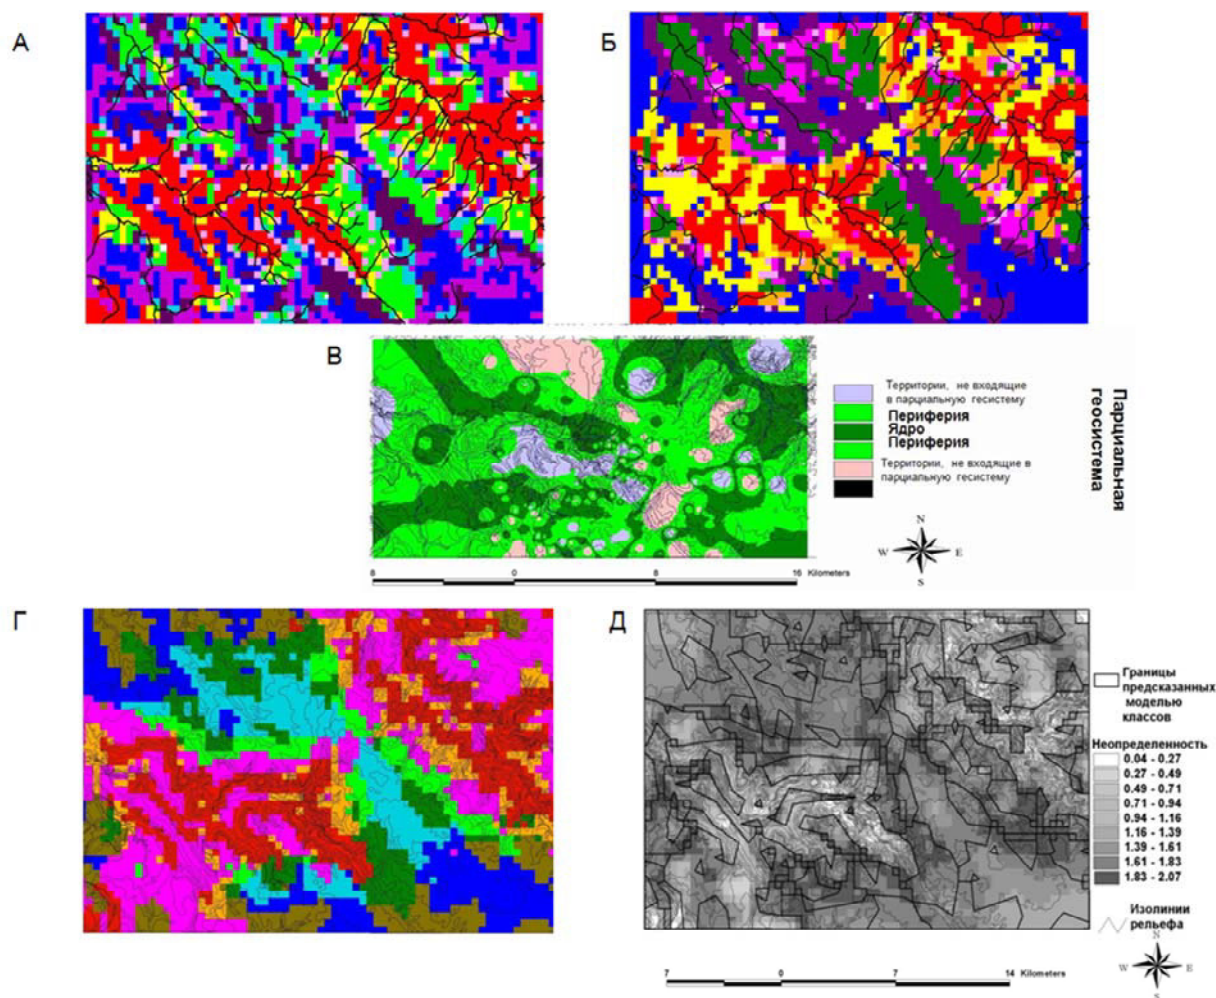 А
Б
В
Территории, не входящие
в парциальную гесистему
Периферия
Ядро
Периферия
Территории, не входящие в
парциальную гесистему
Парциальная
геосистема
N
W E
S
8 0 8 16 Kilometers
Г
Д
Границы
предсказанных
моделью
классов
Неопределенность
0.04 - 0.27
0.27 - 0.49
0.49 - 0.71
0.71 - 0.94
0.94 - 1.16
1.16 - 1.39
1.39 - 1.61
1.61 - 1.83
1.83 - 2.07
Изолинии
рельефа
N
W E
S
7 0 7 14 Kilometers